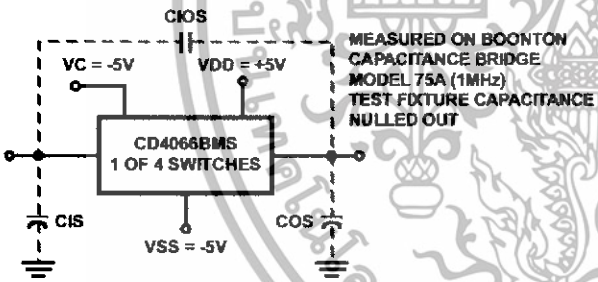 CIOS
MEASURED ON BOONTON
CAPACITANCE BRIDGE
MODEL 75A (1MHz)
TEST FIXTURE CAPACITANCE
NULLED OUT
VC = -5V
VDD = +5V
CD4066BMS
1 OF 4 SWITCHES
CIS
COS
VSS = -5V